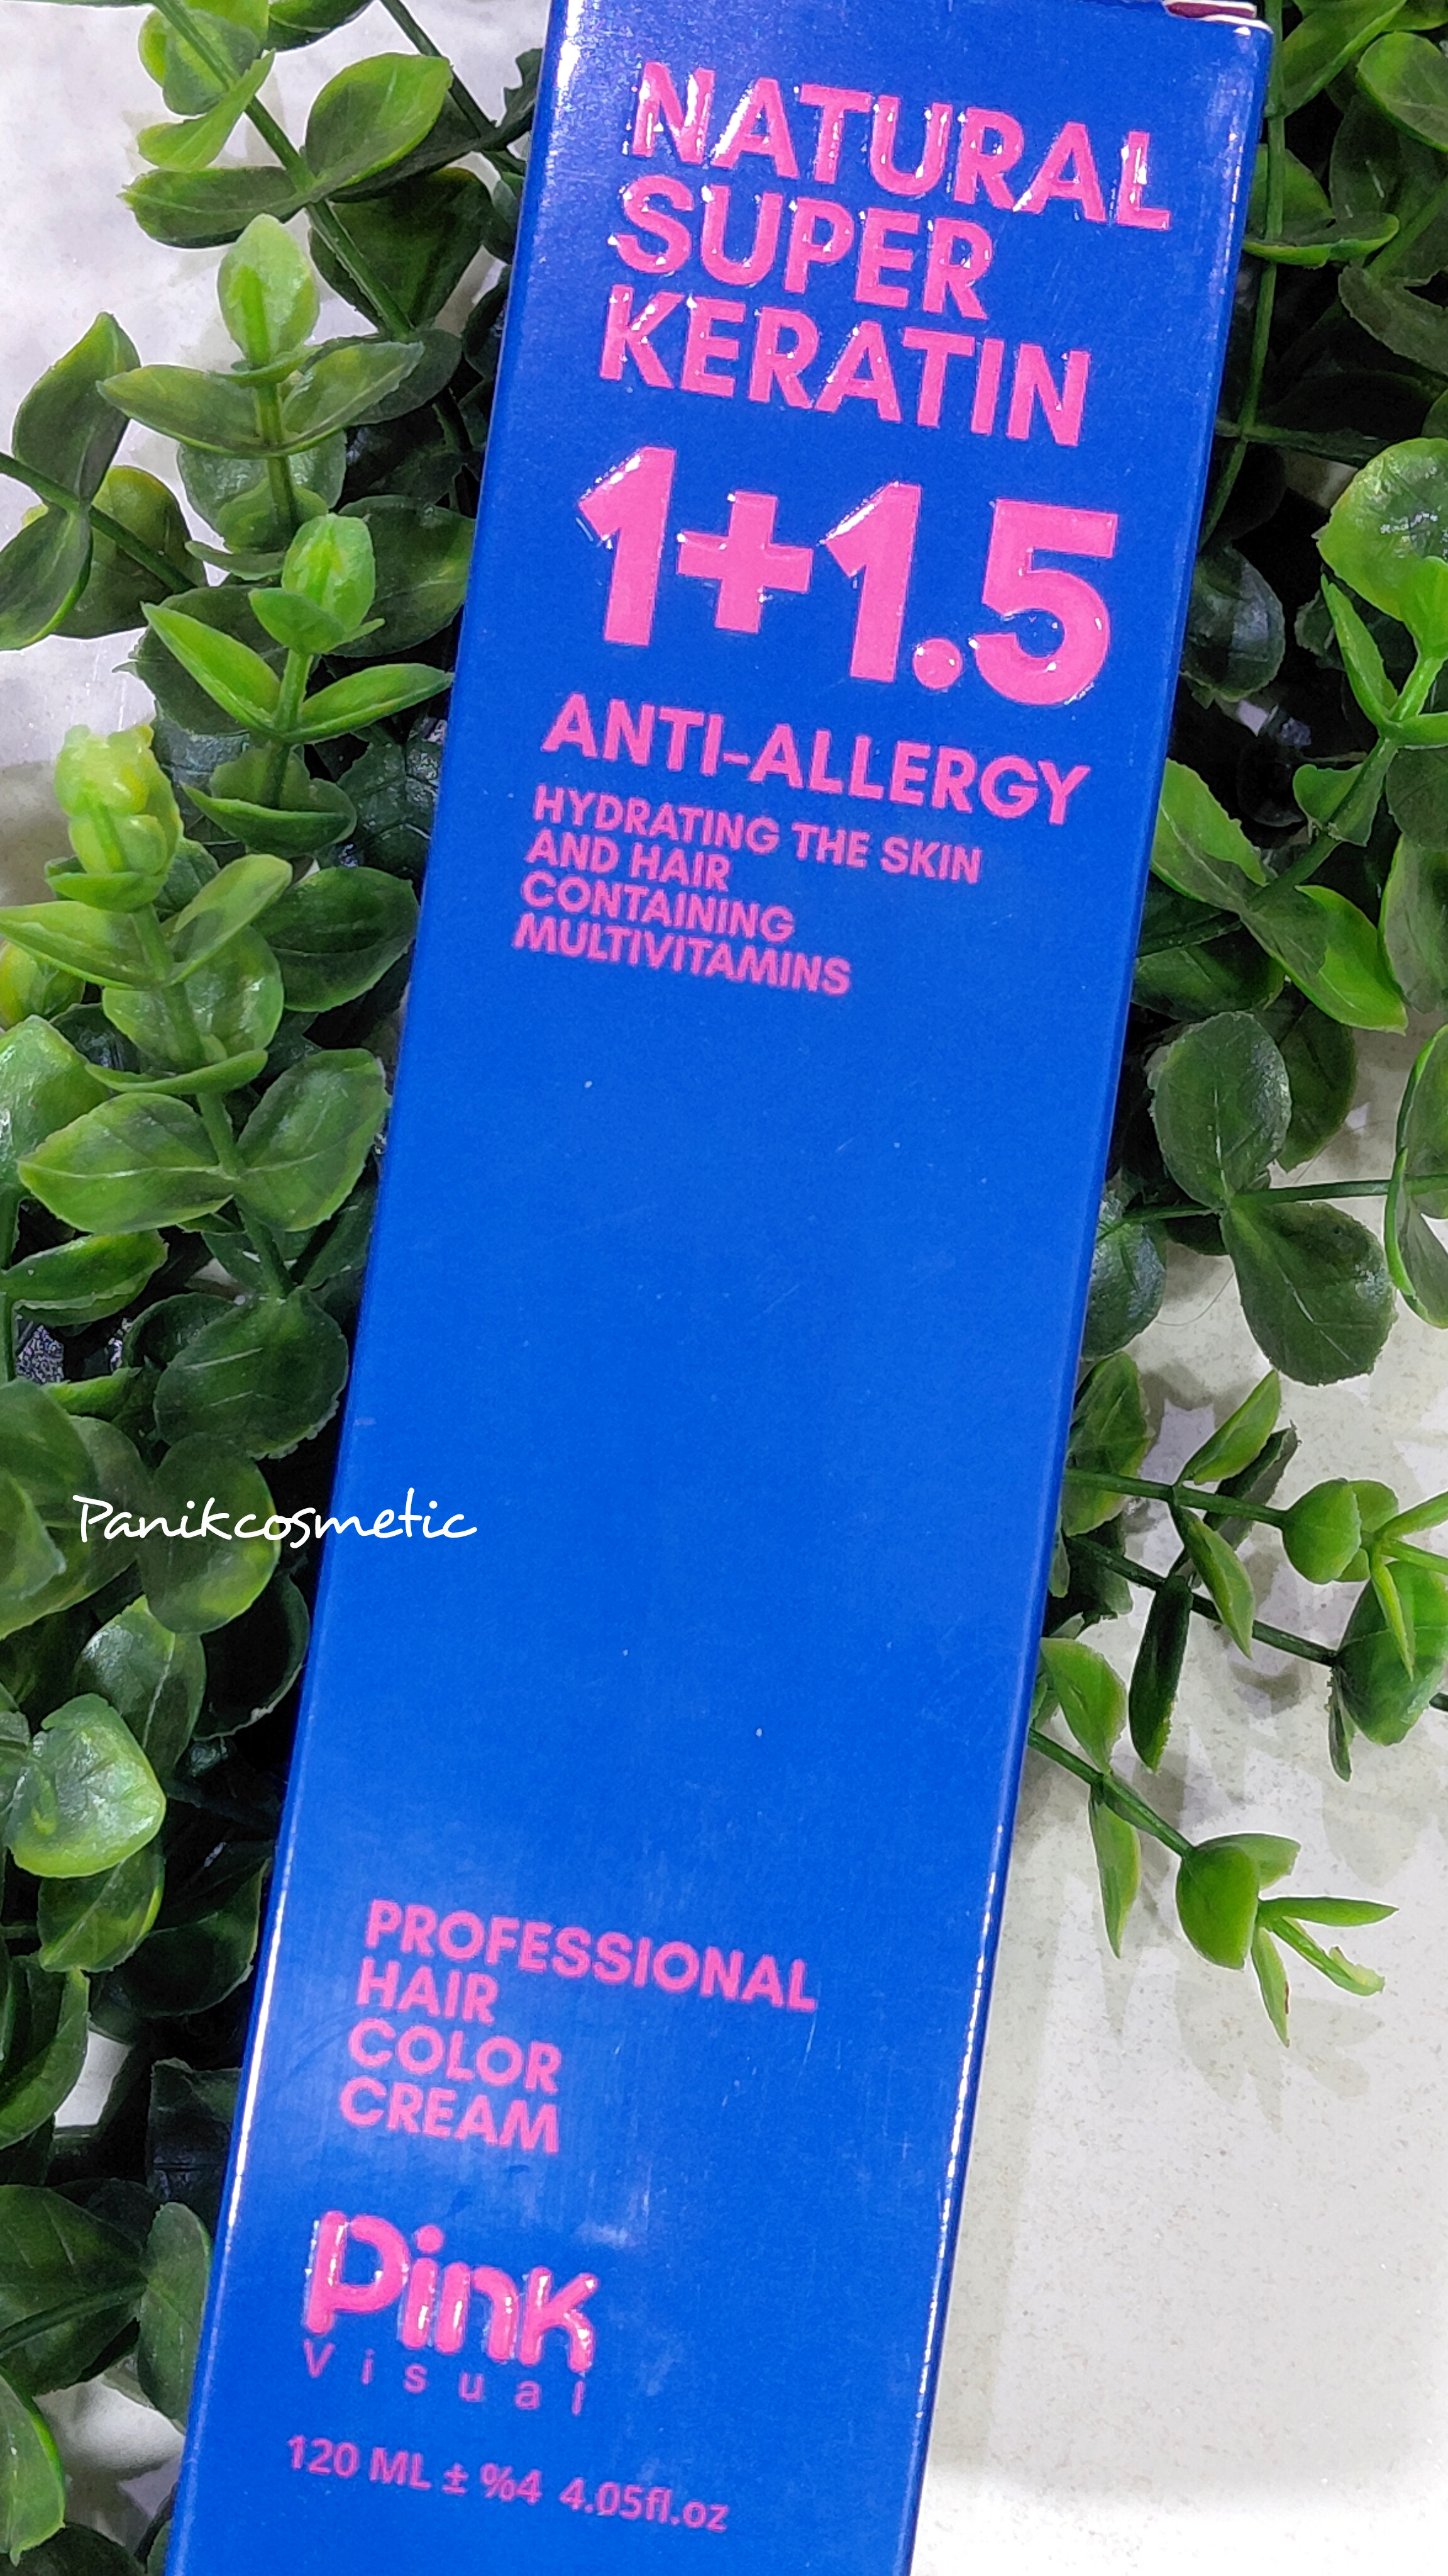 NATURAL
SUPER
KERATIN
1+1.5
ANTI-ALLERGY
HYDRATING THE SKIN
AND HAIR
CONTAINING
MULTIVITAMINS
Panikcosmetic
PROFESSIONAL
HAIR
COLOR
CREAM
Pink
Visual
120 ML ± %4 4.05fl.oz